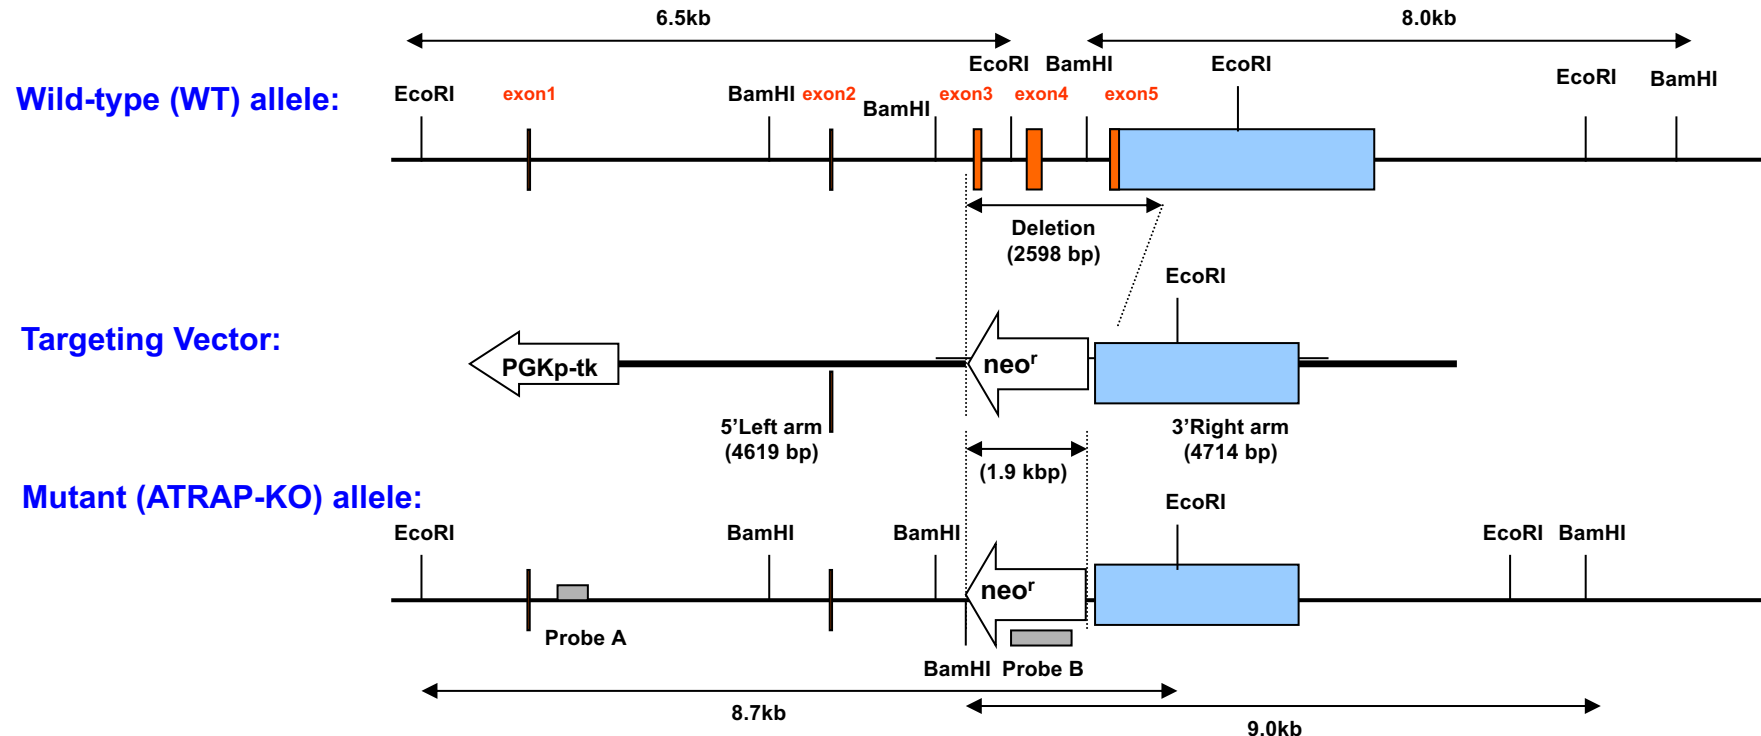 6.5kb
8.0kb
EcoRI BamHI EcoRI
EcoRI BamHI
Wild-type (WT) allele:
EcoRI exon1 BamHI exon2 BamHI exon3 exon4 exon5
Deletion
(2598 bp)
EcoRI
Targeting Vector:
PGKp-tk
neoʳ
5'Left arm
(4619 bp)
3'Right arm
(4714 bp)
(1.9 kbp)
Mutant (ATRAP-KO) allele:
EcoRI
EcoRI BamHI BamHI EcoRI BamHI
neoʳ
Probe A
BamHI Probe B
8.7kb
9.0kb